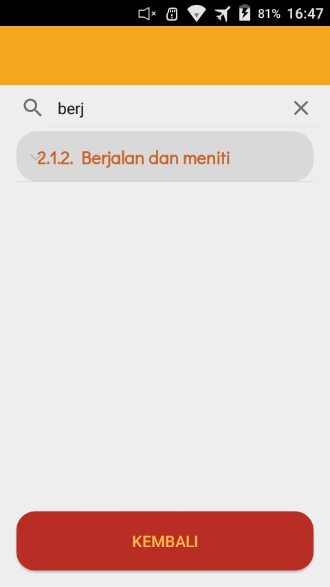 81% 16:47
berj
2.1.2. Berjalan dan meniti
KEMBALI